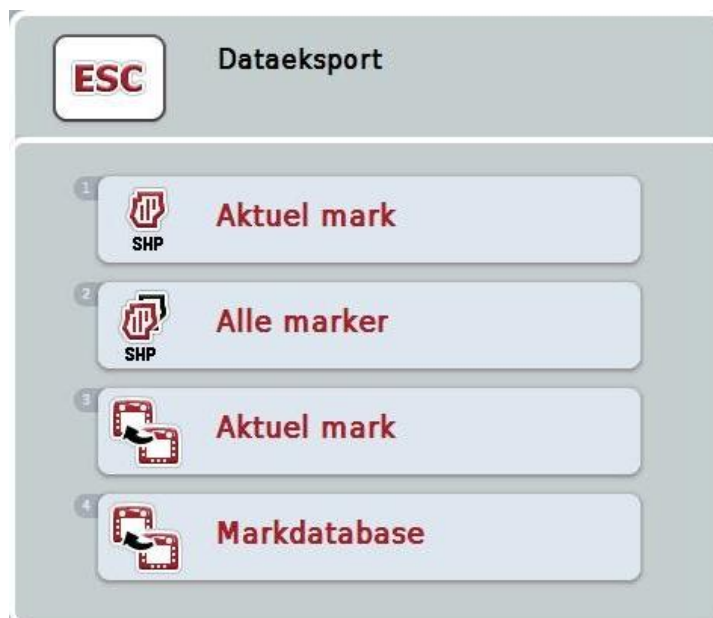 ESC
Dataeksport
1
SHP
Aktuel mark
2
SHP
Alle marker
3
Aktuel mark
4
Markdatabase